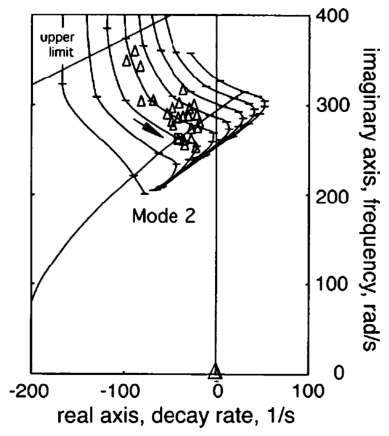 400
upper
limit
300
200
Mode 2
100
0
-200
-100
0
100
real axis, decay rate, 1/s
imaginary axis, frequency, rad/s